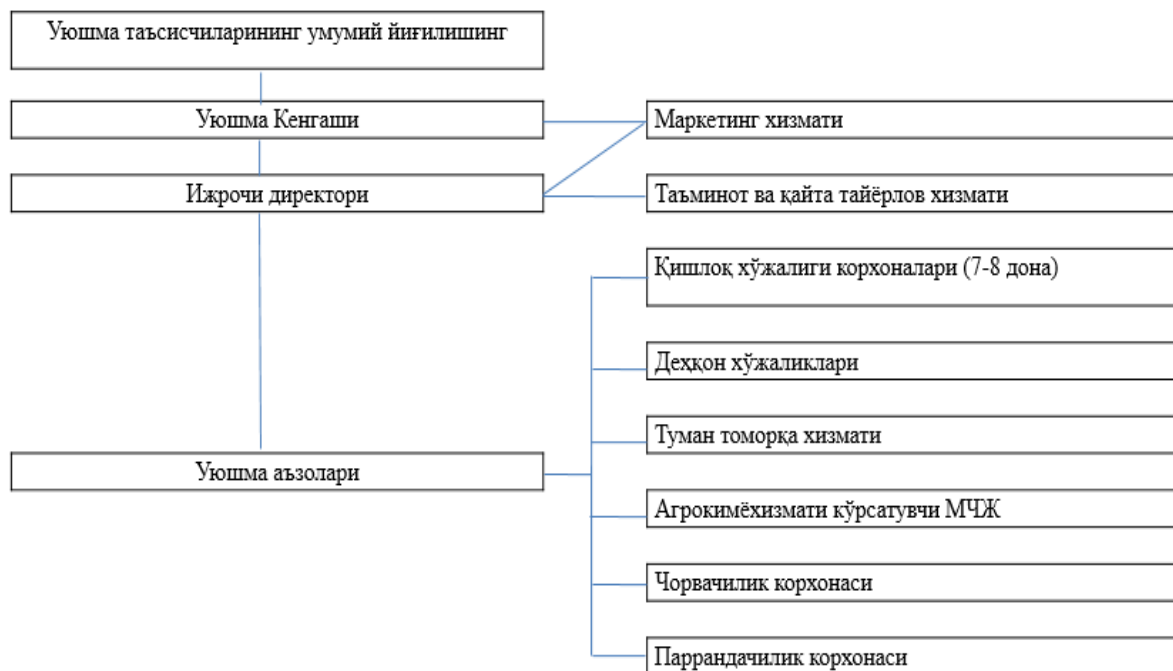 Уюшма таъсисчиларининг умумий йиғилишинг
Уюшма Кенгаши
Маркетинг хизмати
Ижрочи директори
Таъминот ва қайта тайёрлов хизмати
Қишлоқ хўжалиги корхоналари (7-8 дона)
Деҳқон хўжаликлари
Туман томорқа хизмати
Уюшма аъзолари
Агрокимёхизмати кўрсатувчи МЧЖ
Чорвачилик корхонаси
Паррандачилик корхонаси